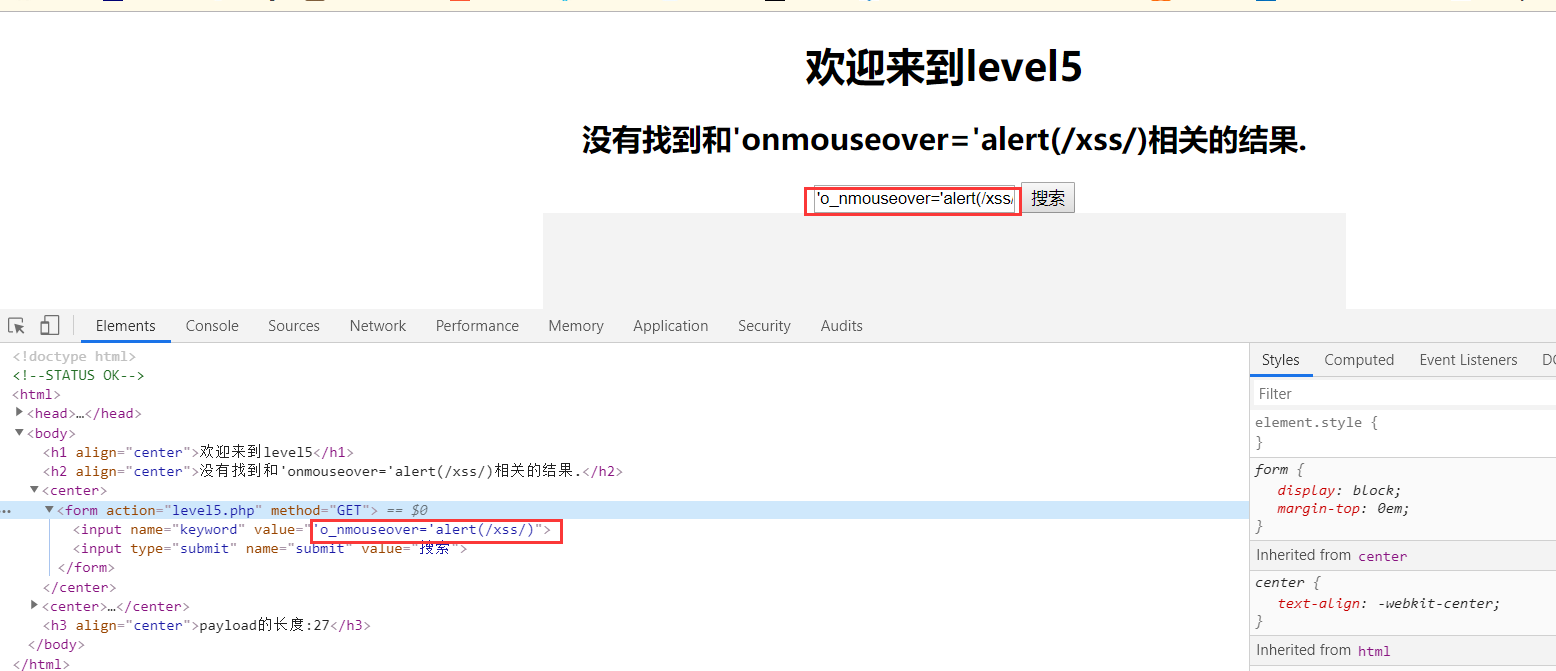 欢迎来到level5
没有找到和'onmouseover='alert(/xss/)相关的结果.
'o_nmouseover='alert(/xss/ 搜索
Elements Console Sources Network Performance Memory Application Security Audits
<!doctype html>
<!--STATUS OK-->
<html>
<head>…</head>
<body>
<h1 align="center">欢迎来到level5</h1>
<h2 align="center">没有找到和'onmouseover='alert(/xss/)相关的结果.</h2>
<center>
… <form action="level5.php" method="GET"> == $0
<input name="keyword" value="'o_nmouseover='alert(/xss/)">
<input type="submit" name="submit" value="搜索">
</form>
</center>
<center>…</center>
<h3 align="center">payload的长度:27</h3>
</body>
</html>
Styles Computed Event Listeners DO
Filter
element.style {
}
form {
display: block;
margin-top: 0em;
}
Inherited from center
center {
text-align: -webkit-center;
}
Inherited from html